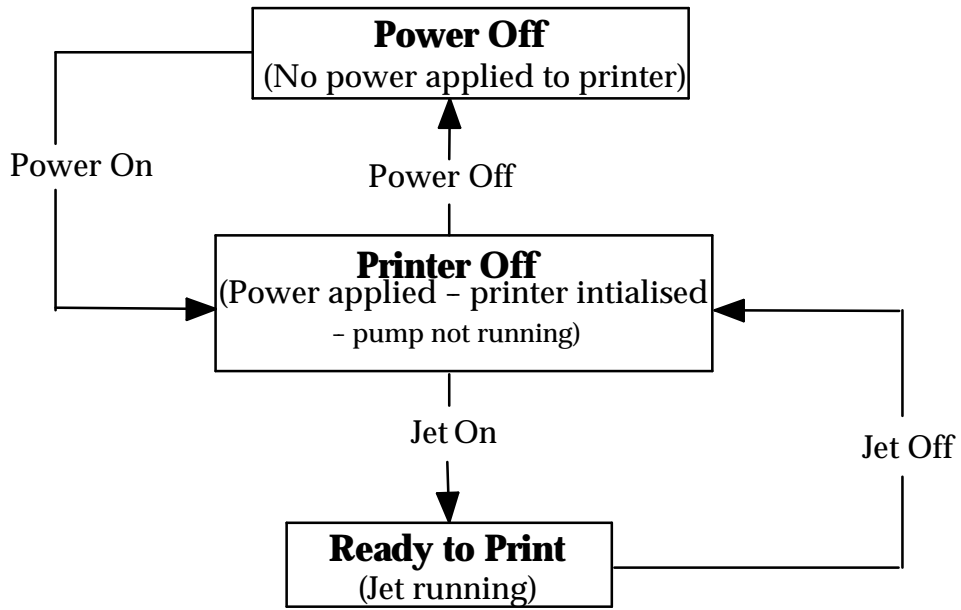 Power Off
(No power applied to printer)
Power On
Power Off
Printer Off
(Power applied – printer intialised
– pump not running)
Jet On
Jet Off
Ready to Print
(Jet running)